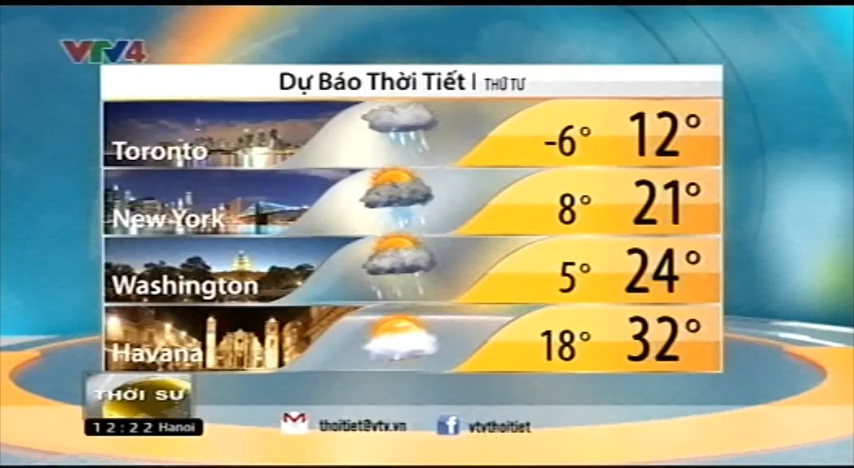 VTV4
Dự Báo Thời Tiết | THỨ TƯ
Toronto -6° 12°
New York 8° 21°
Washington 5° 24°
Havana 18° 32°
THỜI SỰ
12:22 Hanoi
thoitiet@vtv.vn vtvthoitiet